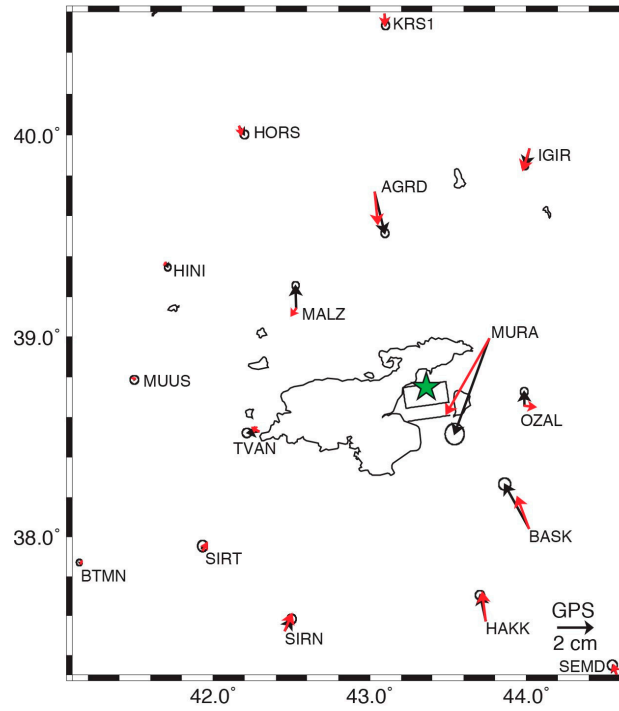 KRS1
HORS
40.0°
IGIR
AGRD
HINI
MALZ
39.0°
MURA
MUUS
OZAL
TVAN
38.0°
BASK
SIRT
BTMN
GPS
HAKK
SIRN
2 cm
SEMD
42.0° 43.0° 44.0°